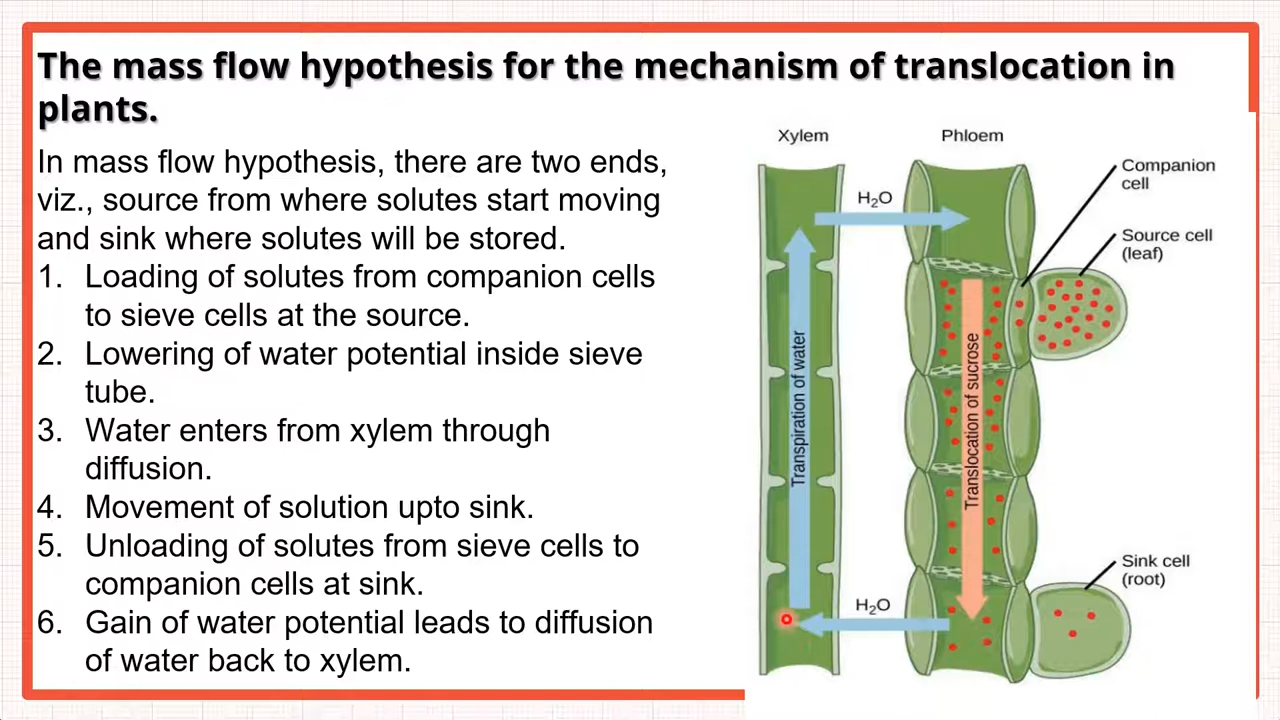 The mass flow hypothesis for the mechanism of translocation in
plants.
In mass flow hypothesis, there are two ends,
viz., source from where solutes start moving
and sink where solutes will be stored.
1. Loading of solutes from companion cells
to sieve cells at the source.
2. Lowering of water potential inside sieve
tube.
3. Water enters from xylem through
diffusion.
4. Movement of solution upto sink.
5. Unloading of solutes from sieve cells to
companion cells at sink.
6. Gain of water potential leads to diffusion
of water back to xylem.
Xylem
Phloem
Companion
cell
H₂O
Source cell
(leaf)
Transpiration of water
Translocation of sucrose
Sink cell
(root)
H₂O